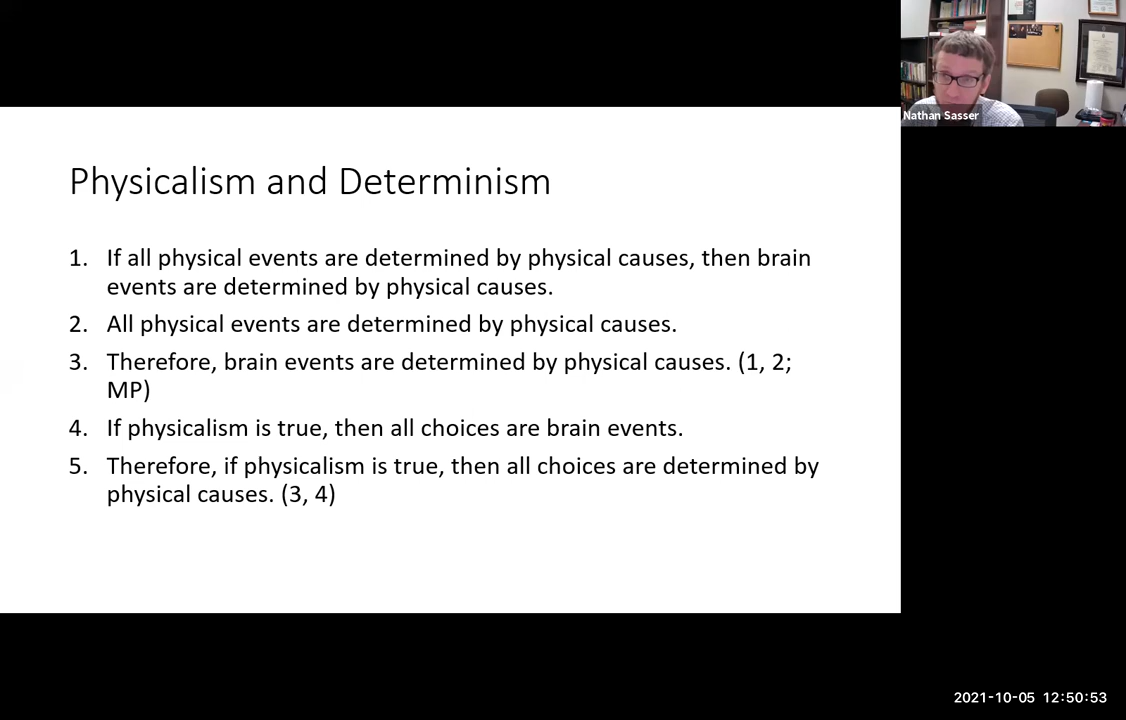 Nathan Sasser
Physicalism and Determinism
1. If all physical events are determined by physical causes, then brain
events are determined by physical causes.
2. All physical events are determined by physical causes.
3. Therefore, brain events are determined by physical causes. (1, 2;
MP)
4. If physicalism is true, then all choices are brain events.
5. Therefore, if physicalism is true, then all choices are determined by
physical causes. (3, 4)
2021-10-05 12:50:53